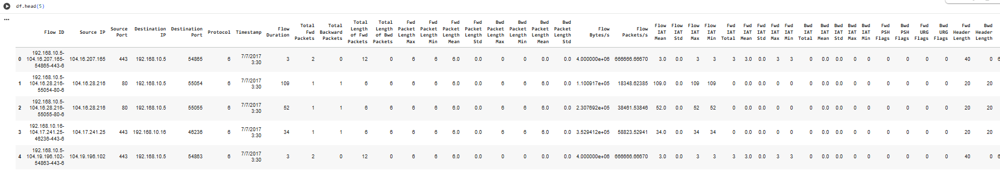 df.head(5)
...
Flow ID Source IP Source Port Destination IP Destination Port Protocol Timestamp Flow Duration Total Fwd Packets Total Backward Packets Total Length of Fwd Packets Total Length of Bwd Packets Fwd Packet Length Max Fwd Packet Length Min Fwd Packet Length Mean Fwd Packet Length Std Bwd Packet Length Max Bwd Packet Length Min Bwd Packet Length Mean Bwd Packet Length Std Flow Bytes/s Flow Packets/s Flow IAT Mean Flow IAT Std Flow IAT Max Flow IAT Min Fwd IAT Total Fwd IAT Mean Fwd IAT Std Fwd IAT Max Fwd IAT Min Bwd IAT Total Bwd IAT Mean Bwd IAT Std Bwd IAT Max Bwd IAT Min Fwd PSH Flags Bwd PSH Flags Fwd URG Flags Bwd URG Flags Fwd Header Length Bwd Header Length
0 192.168.10.5-104.16.207.165-54865-443-6 104.16.207.165 443 192.168.10.5 54865 6 7/7/2017 3:30 3 2 0 12 0 6 6 6.0 0.0 0 0 0.0 0.0 4.000000e+06 666666.66670 3.0 0.0 3 3 3 3.0 0.0 3 3 0 0.0 0.0 0 0 0 0 0 0 40 0 6
1 192.168.10.5-104.16.28.216-55054-80-6 104.16.28.216 80 192.168.10.5 55054 6 7/7/2017 3:30 109 1 1 6 6 6 6 6.0 0.0 6 6 6.0 0.0 1.100917e+05 18348.62385 109.0 0.0 109 109 0 0.0 0.0 0 0 0 0.0 0.0 0 0 0 0 0 0 20 20
2 192.168.10.5-104.16.28.216-55055-80-6 104.16.28.216 80 192.168.10.5 55055 6 7/7/2017 3:30 52 1 1 6 6 6 6 6.0 0.0 6 6 6.0 0.0 2.307692e+05 38461.53846 52.0 0.0 52 52 0 0.0 0.0 0 0 0 0.0 0.0 0 0 0 0 0 0 20 20
3 192.168.10.16-104.17.241.25-46236-443-6 104.17.241.25 443 192.168.10.16 46236 6 7/7/2017 3:30 34 1 1 6 6 6 6 6.0 0.0 6 6 6.0 0.0 3.529412e+05 58823.52941 34.0 0.0 34 34 0 0.0 0.0 0 0 0 0.0 0.0 0 0 0 0 0 0 20 20
4 192.168.10.5-104.19.196.102-54863-443-6 104.19.196.102 443 192.168.10.5 54863 6 7/7/2017 3:30 3 2 0 12 0 6 6 6.0 0.0 0 0 0.0 0.0 4.000000e+06 666666.66670 3.0 0.0 3 3 3 3.0 0.0 3 3 0 0.0 0.0 0 0 0 0 0 0 40 0 6